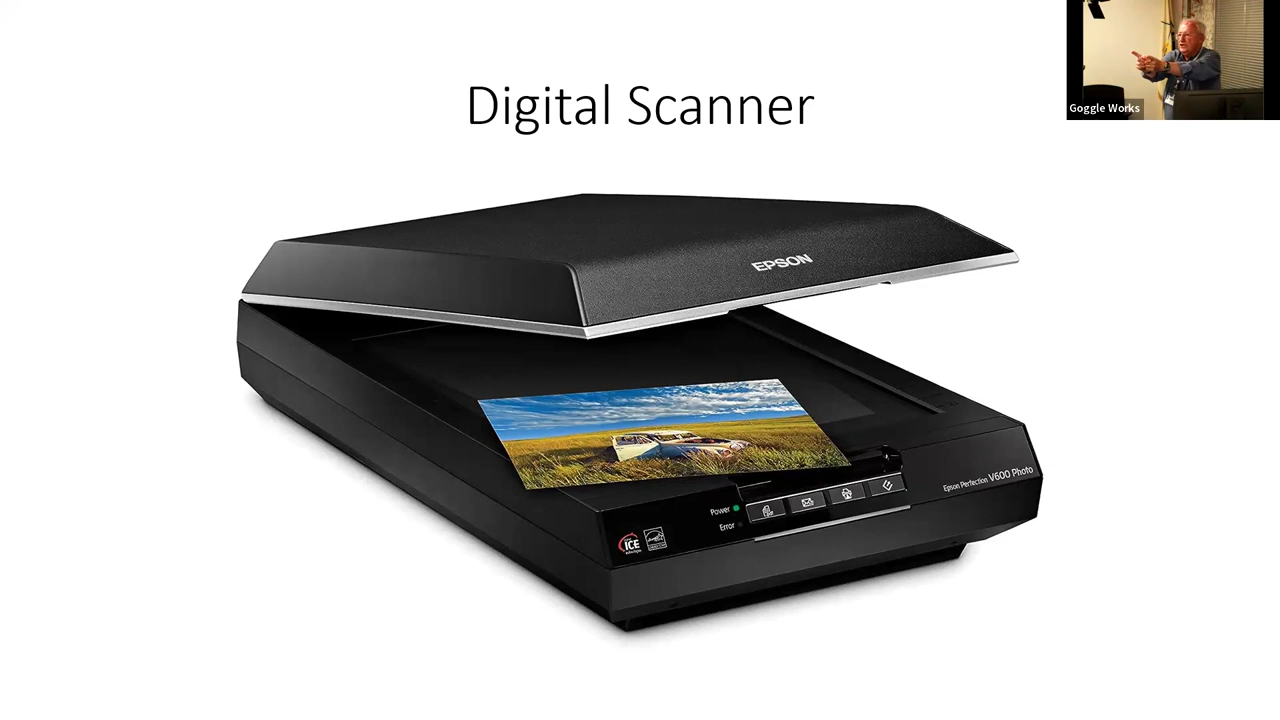 Digital Scanner
Goggle Works
EPSON
Epson Perfection V600 Photo
Power
Error
ICE